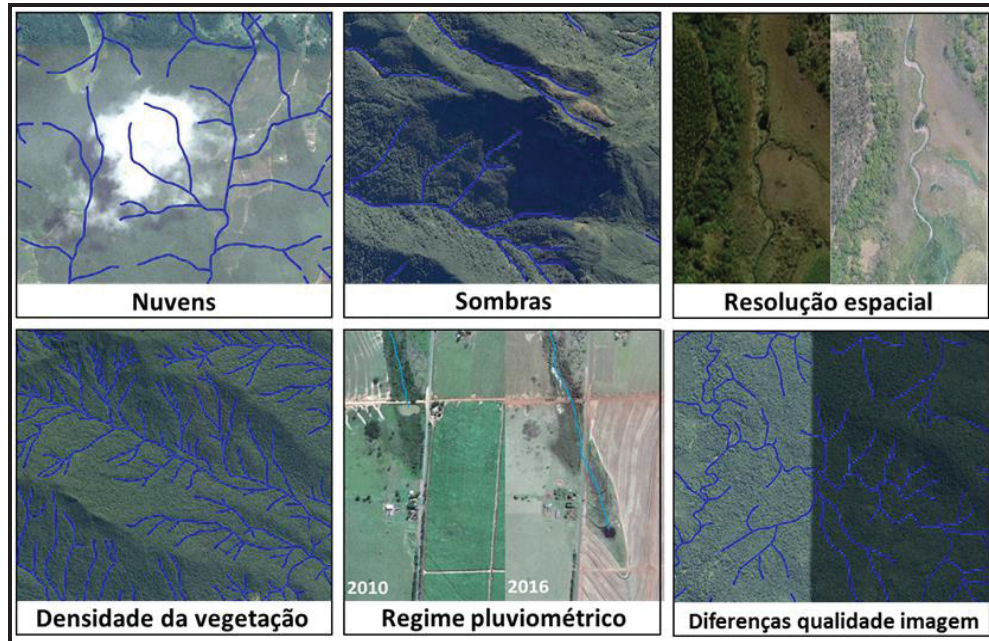 Nuvens
Sombras
Resolução espacial
2010
2016
Densidade da vegetação
Regime pluviométrico
Diferenças qualidade imagem